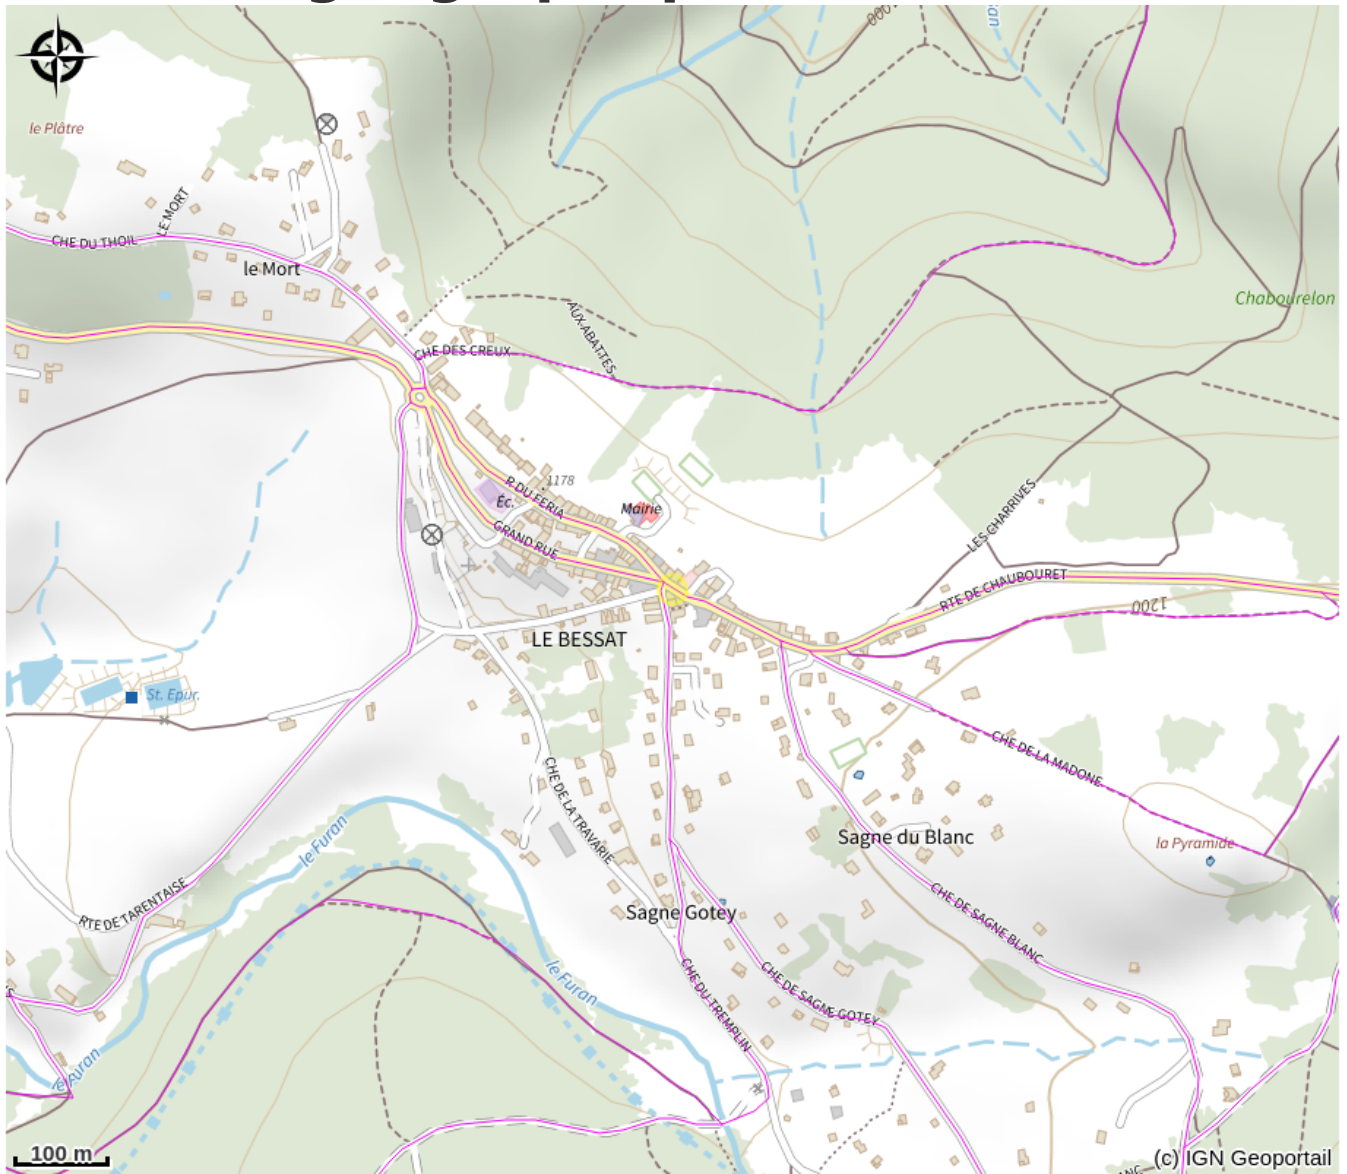 1000
le Plâtre
LE MORT
CHE DU THOIL
le Mort
Chabourelon
AUX ABATTES
CHE DES CREUX
R DU FERIA
1178
Éc.
Mairie
GRAND RUE
LES CHARRIVES
RTE DE CHAUBOURET
1200
LE BESSAT
St. Epur.
CHE DE LA MADONE
CHE DE LA TRAVARIE
le Furan
Sagne du Blanc
la Pyramide
RTE DE TARENTAISE
Sagne Gotey
CHE DE SAGNE BLANC
le Furan
CHE DU TREMPLIN
CHE DE SAGNE GOTEY
le Furan
100 m
(c) IGN Geoportail